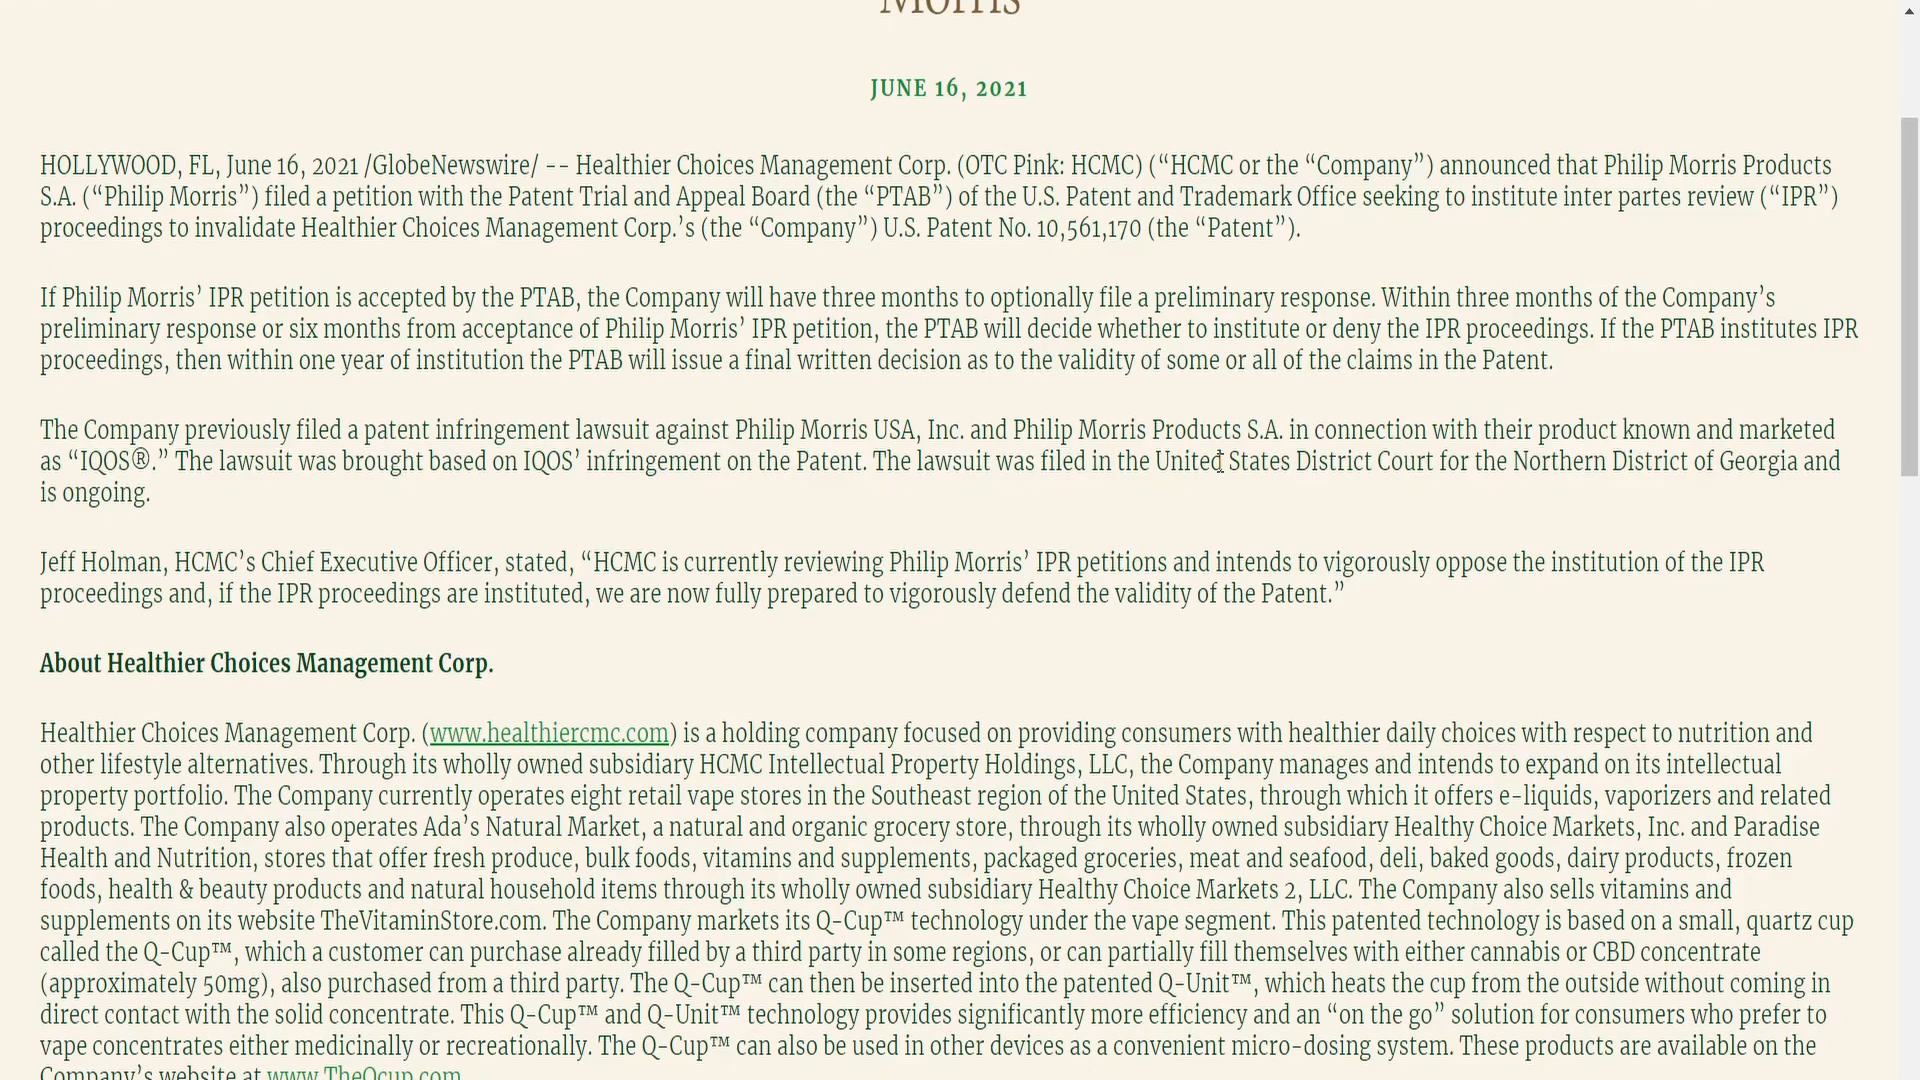 Morris
JUNE 16, 2021
HOLLYWOOD, FL, June 16, 2021 /GlobeNewswire/ -- Healthier Choices Management Corp. (OTC Pink: HCMC) (“HCMC or the “Company”) announced that Philip Morris Products
S.A. (“Philip Morris”) filed a petition with the Patent Trial and Appeal Board (the “PTAB”) of the U.S. Patent and Trademark Office seeking to institute inter partes review (“IPR”)
proceedings to invalidate Healthier Choices Management Corp.’s (the “Company”) U.S. Patent No. 10,561,170 (the “Patent”).
If Philip Morris’ IPR petition is accepted by the PTAB, the Company will have three months to optionally file a preliminary response. Within three months of the Company’s
preliminary response or six months from acceptance of Philip Morris’ IPR petition, the PTAB will decide whether to institute or deny the IPR proceedings. If the PTAB institutes IPR
proceedings, then within one year of institution the PTAB will issue a final written decision as to the validity of some or all of the claims in the Patent.
The Company previously filed a patent infringement lawsuit against Philip Morris USA, Inc. and Philip Morris Products S.A. in connection with their product known and marketed
as “IQOS®.” The lawsuit was brought based on IQOS’ infringement on the Patent. The lawsuit was filed in the United States District Court for the Northern District of Georgia and
is ongoing.
Jeff Holman, HCMC’s Chief Executive Officer, stated, “HCMC is currently reviewing Philip Morris’ IPR petitions and intends to vigorously oppose the institution of the IPR
proceedings and, if the IPR proceedings are instituted, we are now fully prepared to vigorously defend the validity of the Patent.”
About Healthier Choices Management Corp.
Healthier Choices Management Corp. (www.healthiercmc.com) is a holding company focused on providing consumers with healthier daily choices with respect to nutrition and
other lifestyle alternatives. Through its wholly owned subsidiary HCMC Intellectual Property Holdings, LLC, the Company manages and intends to expand on its intellectual
property portfolio. The Company currently operates eight retail vape stores in the Southeast region of the United States, through which it offers e-liquids, vaporizers and related
products. The Company also operates Ada’s Natural Market, a natural and organic grocery store, through its wholly owned subsidiary Healthy Choice Markets, Inc. and Paradise
Health and Nutrition, stores that offer fresh produce, bulk foods, vitamins and supplements, packaged groceries, meat and seafood, deli, baked goods, dairy products, frozen
foods, health & beauty products and natural household items through its wholly owned subsidiary Healthy Choice Markets 2, LLC. The Company also sells vitamins and
supplements on its website TheVitaminStore.com. The Company markets its Q-Cup™ technology under the vape segment. This patented technology is based on a small, quartz cup
called the Q-Cup™, which a customer can purchase already filled by a third party in some regions, or can partially fill themselves with either cannabis or CBD concentrate
(approximately 50mg), also purchased from a third party. The Q-Cup™ can then be inserted into the patented Q-Unit™, which heats the cup from the outside without coming in
direct contact with the solid concentrate. This Q-Cup™ and Q-Unit™ technology provides significantly more efficiency and an “on the go” solution for consumers who prefer to
vape concentrates either medicinally or recreationally. The Q-Cup™ can also be used in other devices as a convenient micro-dosing system. These products are available on the
Company’s website at www.TheQcup.com